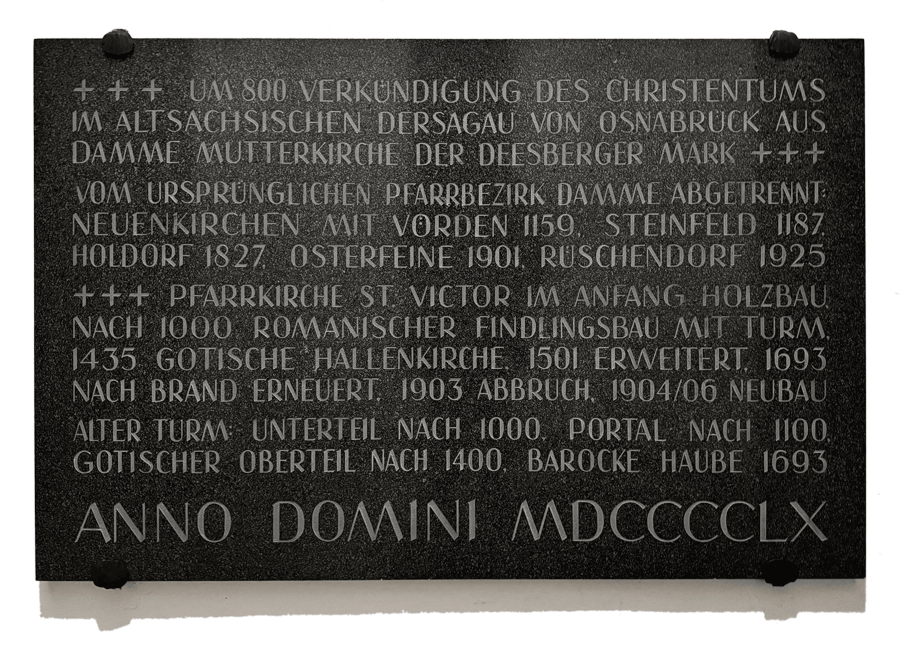 + + + UM 800 VERKÜNDIGUNG DES CHRISTENTUMS
IM ALTSÄCHSISCHEN DERSAGAU VON OSNABRÜCK AUS.
DAMME MUTTERKIRCHE DER DEESBERGER MARK + + +
VOM URSPRÜNGLICHEN PFARRBEZIRK DAMME ABGETRENNT:
NEUENKIRCHEN MIT VÖRDEN 1159, STEINFELD 1187,
HOLDORF 1827, OSTERFEINE 1901, RÜSCHENDORF 1925
+ + + PFARRKIRCHE ST. VICTOR IM ANFANG HOLZBAU,
NACH 1000 ROMANISCHER FINDLINGSBAU MIT TURM,
1435 GOTISCHE HALLENKIRCHE, 1501 ERWEITERT, 1693
NACH BRAND ERNEUERT, 1903 ABBRUCH, 1904/06 NEUBAU
ALTER TURM: UNTERTEIL NACH 1000, PORTAL NACH 1100,
GOTISCHER OBERTEIL NACH 1400, BAROCKE HAUBE 1693
ANNO DOMINI MDCCCCCLX